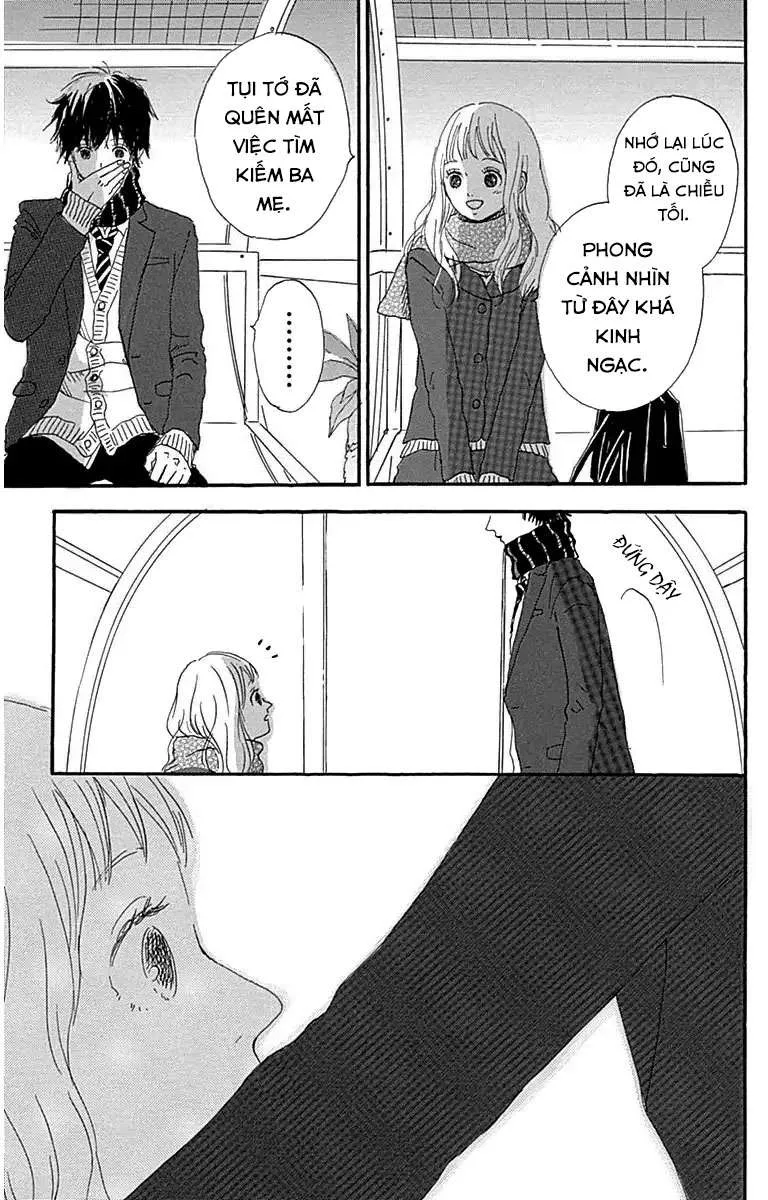 NHỚ LẠI LÚC
ĐÓ, CŨNG
ĐÃ LÀ CHIỀU
TỐI.
PHONG
CẢNH NHÌN
TỪ ĐÂY KHÁ
KINH
NGẠC.
TỤI TỚ ĐÃ
QUÊN MẤT
VIỆC TÌM
KIẾM BA
MẸ.
......
ĐỨNG DẬY